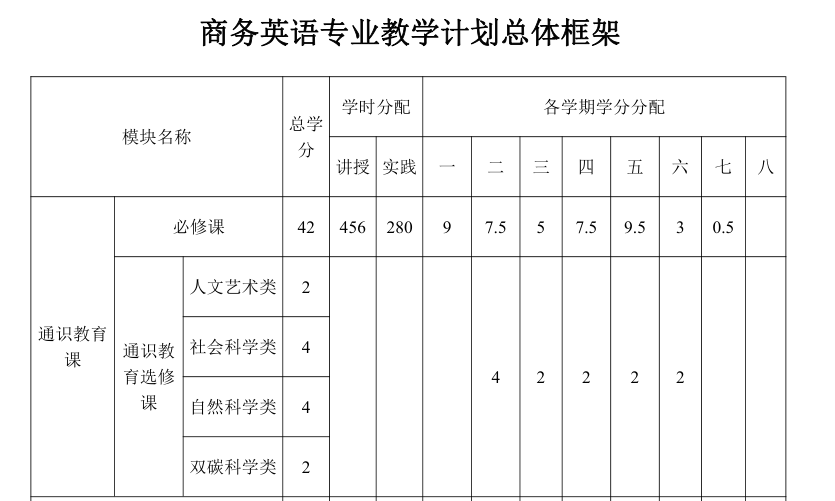 商务英语专业教学计划总体框架
模块名称 总学分 学时分配 各学期学分分配
讲授 实践 一 二 三 四 五 六 七 八
通识教育课 必修课 42 456 280 9 7.5 5 7.5 9.5 3 0.5
通识教育选修课 人文艺术类 2 4 2 2 2 2
社会科学类 4
自然科学类 4
双碳科学类 2